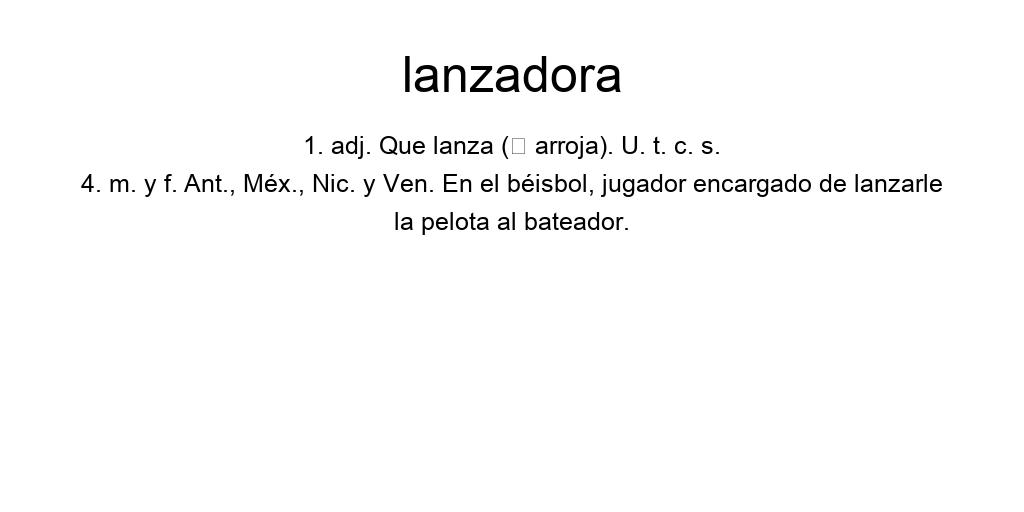 lanzadora
1. adj. Que lanza (▯ arroja). U. t. c. s.
4. m. y f. Ant., Méx., Nic. y Ven. En el béisbol, jugador encargado de lanzarle
la pelota al bateador.